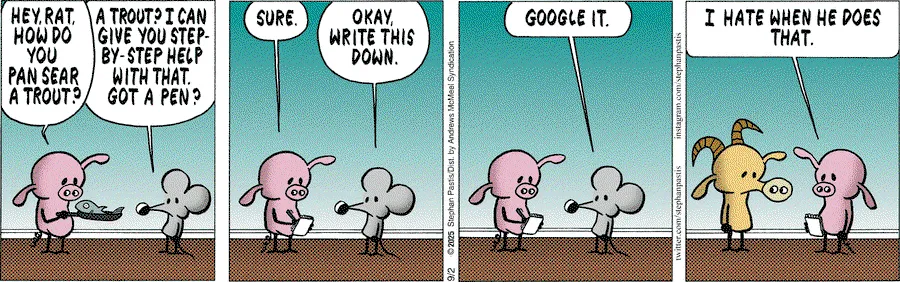 HEY, RAT,
HOW DO
YOU
PAN SEAR
A TROUT?
A TROUT? I CAN
GIVE YOU STEP-
BY-STEP HELP
WITH THAT.
GOT A PEN?
SURE.
OKAY,
WRITE THIS
DOWN.
9/2 © 2025 Stephan Pastis/Dist. by Andrews McMeel Syndication
GOOGLE IT.
twitter.com/stephanpastis instagram.com/stephanpastis
I HATE WHEN HE DOES
THAT.